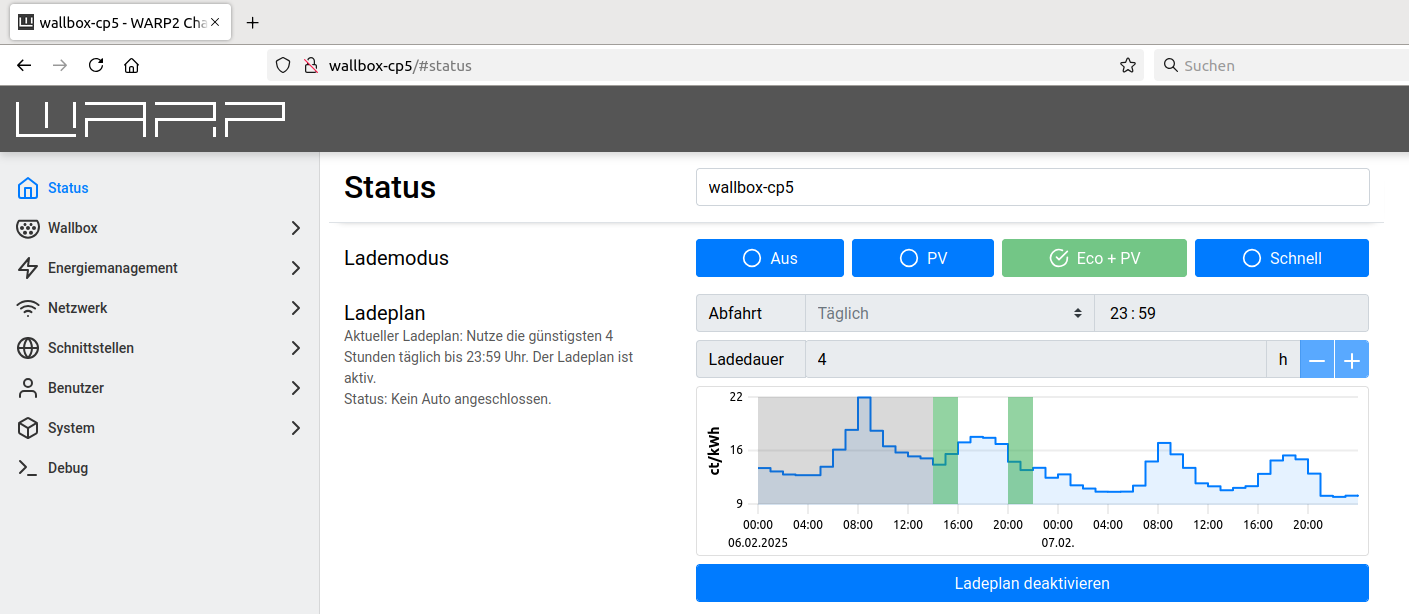 wallbox-cp5 - WARP2 Cha
wallbox-cp5/#status
Suchen
WARP
Status
wallbox-cp5
Status
Wallbox
Energiemanagement
Netzwerk
Schnittstellen
Benutzer
System
Debug
Lademodus
Aus
PV
Eco + PV
Schnell
Ladeplan
Aktueller Ladeplan: Nutze die günstigsten 4
Stunden täglich bis 23:59 Uhr. Der Ladeplan ist
aktiv.
Status: Kein Auto angeschlossen.
Abfahrt
Täglich
23:59
Ladedauer
4
h
ct/kWh
22
16
9
00:00 04:00 08:00 12:00 16:00 20:00 00:00 04:00 08:00 12:00 16:00 20:00
06.02.2025 07.02.
Ladeplan deaktivieren